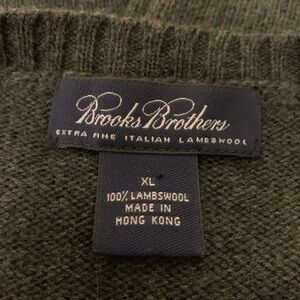 Brooks Brothers
EXTRA FINE ITALIAN LAMBSWOOL
XL
100% LAMBSWOOL
MADE IN
HONG KONG